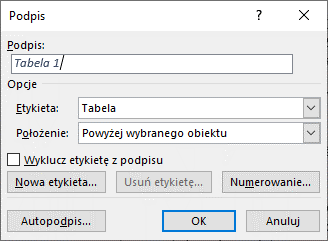 Podpis
Podpis:
Tabela 1
Opcje
Etykieta: Tabela
Położenie: Powyżej wybranego obiektu
Wyklucz etykietę z podpisu
Nowa etykieta... Usuń etykietę... Numerowanie...
Autopodpis... OK Anuluj